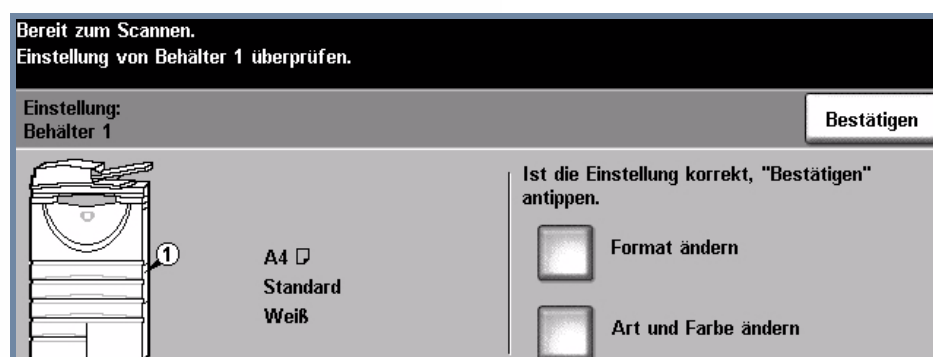 Bereit zum Scannen.
Einstellung von Behälter 1 überprüfen.
Einstellung:
Behälter 1
Bestätigen
Ist die Einstellung korrekt, "Bestätigen"
antippen.
1
A4
Standard
Weiß
Format ändern
Art und Farbe ändern